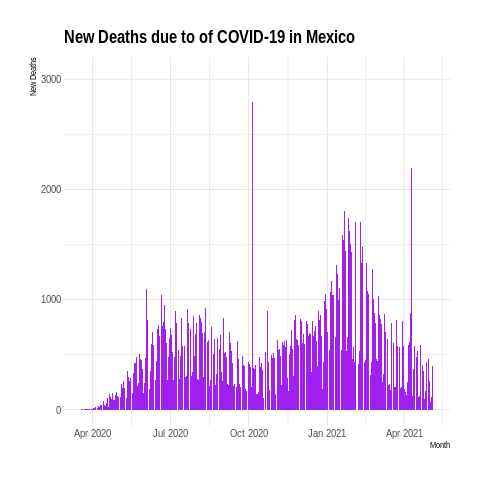 New Deaths due to of COVID-19 in Mexico
New Deaths
3000
2000
1000
0
Apr 2020 Jul 2020 Oct 2020 Jan 2021 Apr 2021
Month